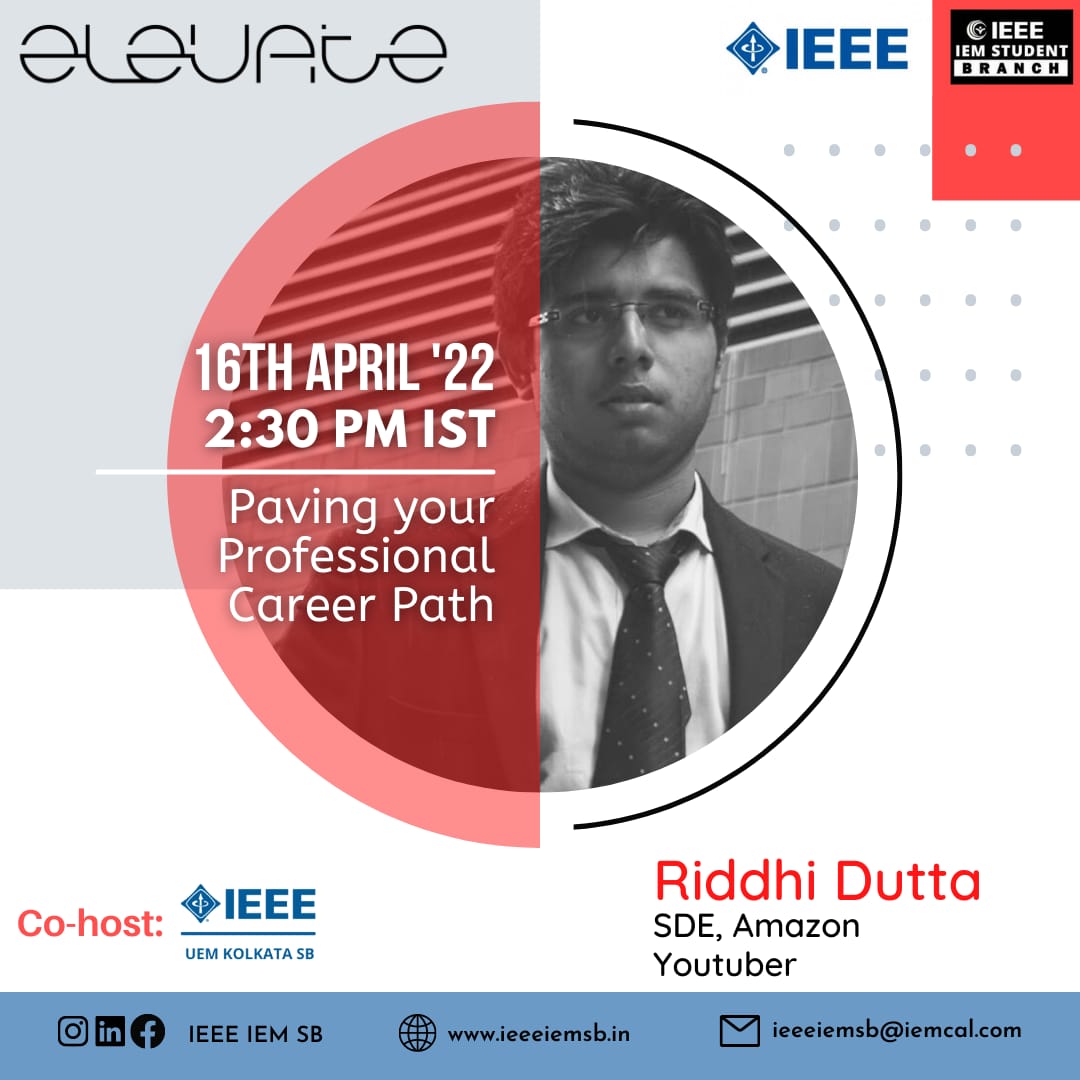 eLeVAte
IEEE
IEEE
IEM STUDENT
BRANCH
16TH APRIL '22
2:30 PM IST
Paving your
Professional
Career Path
Co-host:
IEEE
UEM KOLKATA SB
Riddhi Dutta
SDE, Amazon
Youtuber
IEEE IEM SB
www.ieeeiemsb.in
ieeeiemsb@iemcal.com